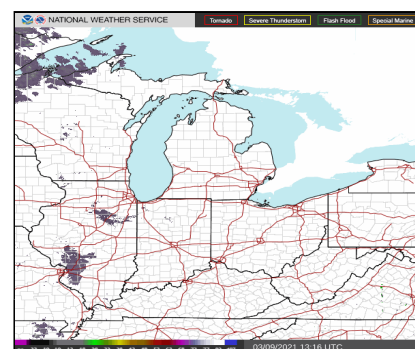 NATIONAL WEATHER SERVICE
Tornado
Severe Thunderstorm
Flash Flood
Special Marine
03/09/2021 13:16 UTC